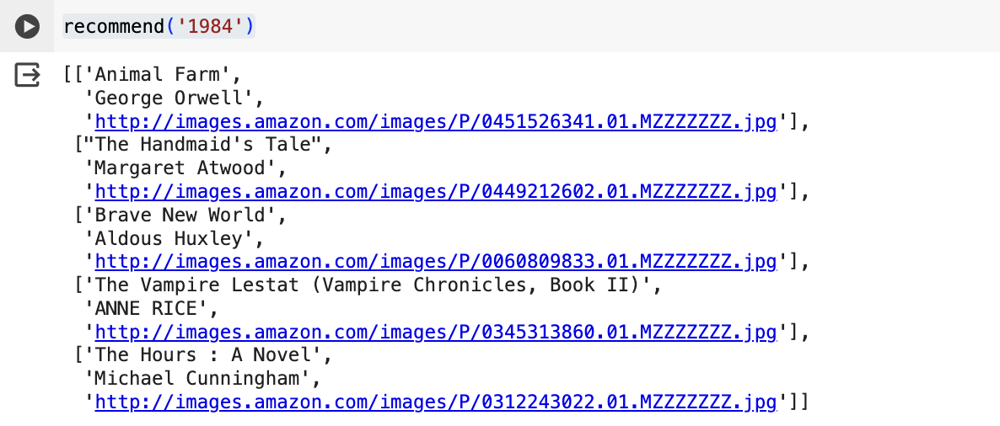 recommend('1984')
[['Animal Farm',
'George Orwell',
'http://images.amazon.com/images/P/0451526341.01.MZZZZZZZ.jpg'],
["The Handmaid's Tale",
'Margaret Atwood',
'http://images.amazon.com/images/P/0449212602.01.MZZZZZZZ.jpg'],
['Brave New World',
'Aldous Huxley',
'http://images.amazon.com/images/P/0060809833.01.MZZZZZZZ.jpg'],
['The Vampire Lestat (Vampire Chronicles, Book II)',
'ANNE RICE',
'http://images.amazon.com/images/P/0345313860.01.MZZZZZZZ.jpg'],
['The Hours : A Novel',
'Michael Cunningham',
'http://images.amazon.com/images/P/0312243022.01.MZZZZZZZ.jpg']]